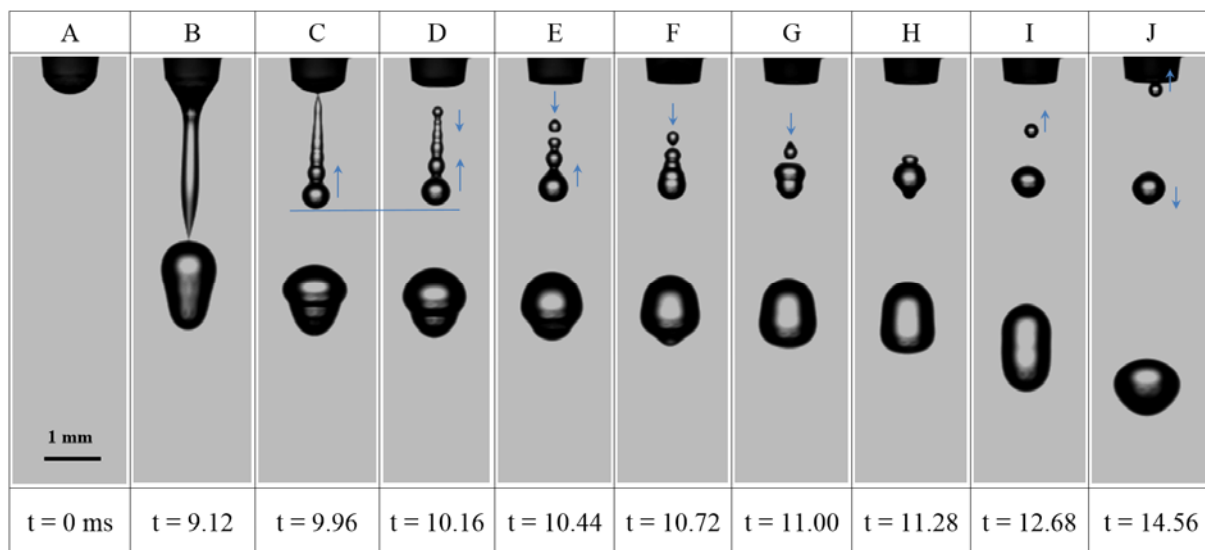 A B C D E F G H I J
1 mm
t = 0 ms t = 9.12 t = 9.96 t = 10.16 t = 10.44 t = 10.72 t = 11.00 t = 11.28 t = 12.68 t = 14.56